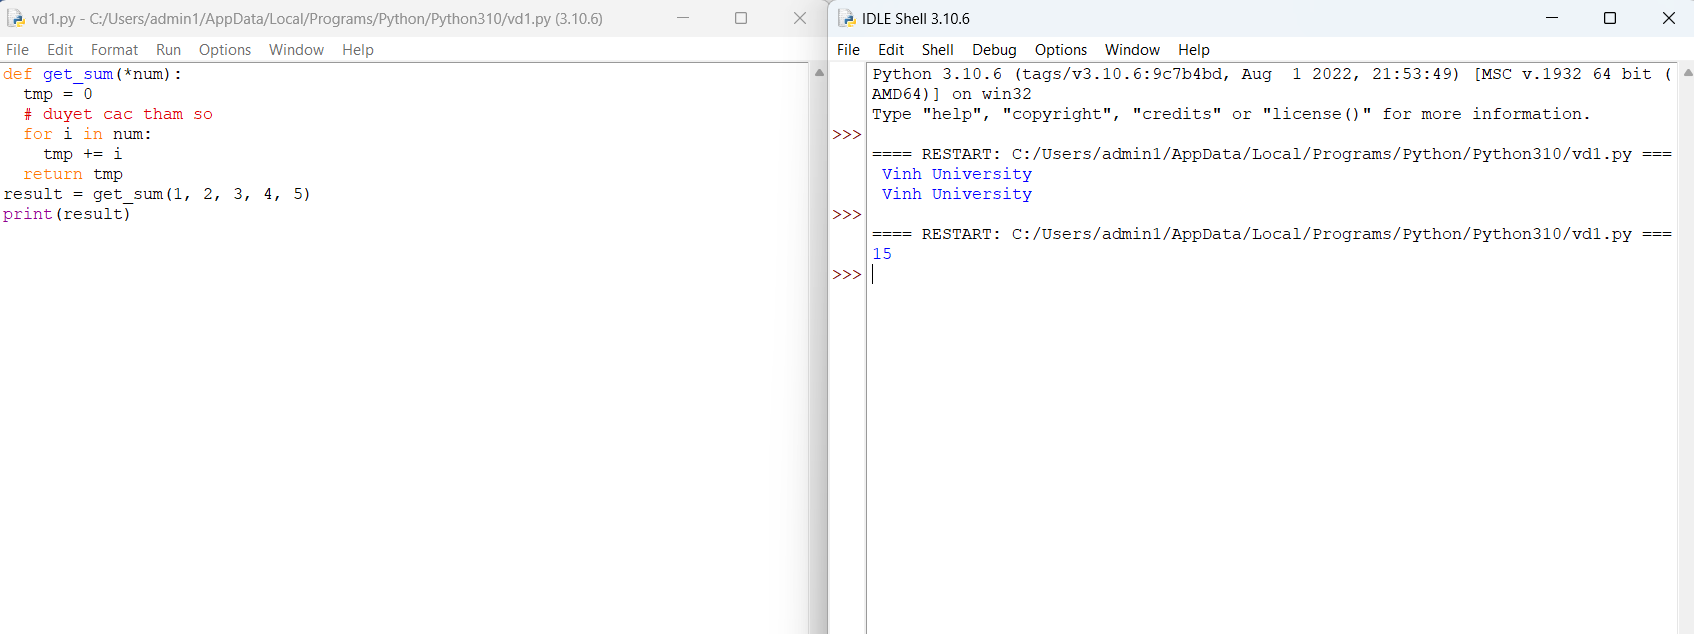 vd1.py - C:/Users/admin1/AppData/Local/Programs/Python/Python310/vd1.py (3.10.6)
File Edit Format Run Options Window Help
def get_sum(*num):
  tmp = 0
  # duyet cac tham so
  for i in num:
    tmp += i
  return tmp
result = get_sum(1, 2, 3, 4, 5)
print(result)
IDLE Shell 3.10.6
File Edit Shell Debug Options Window Help
Python 3.10.6 (tags/v3.10.6:9c7b4bd, Aug  1 2022, 21:53:49) [MSC v.1932 64 bit (
AMD64)] on win32
Type "help", "copyright", "credits" or "license()" for more information.
>>>
==== RESTART: C:/Users/admin1/AppData/Local/Programs/Python/Python310/vd1.py ===
 Vinh University
 Vinh University
>>>
==== RESTART: C:/Users/admin1/AppData/Local/Programs/Python/Python310/vd1.py ===
15
>>>